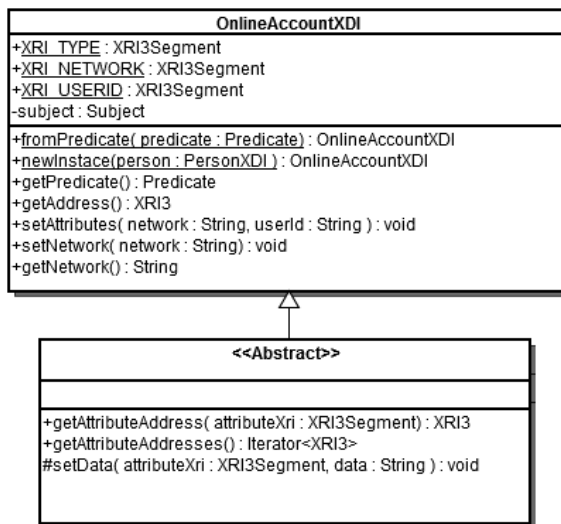 OnlineAccountXDI
+XRI_TYPE : XRI3Segment
+XRI_NETWORK : XRI3Segment
+XRI_USERID : XRI3Segment
-subject : Subject
+fromPredicate( predicate : Predicate) : OnlineAccountXDI
+newInstace(person : PersonXDI ) : OnlineAccountXDI
+getPredicate() : Predicate
+getAddress() : XRI3
+setAttributes( network : String, userId : String ) : void
+setNetwork( network : String) : void
+getNetwork() : String
<<Abstract>>
+getAttributeAddress( attributeXri : XRI3Segment) : XRI3
+getAttributeAddresses() : Iterator<XRI3>
#setData( attributeXri : XRI3Segment, data : String ) : void